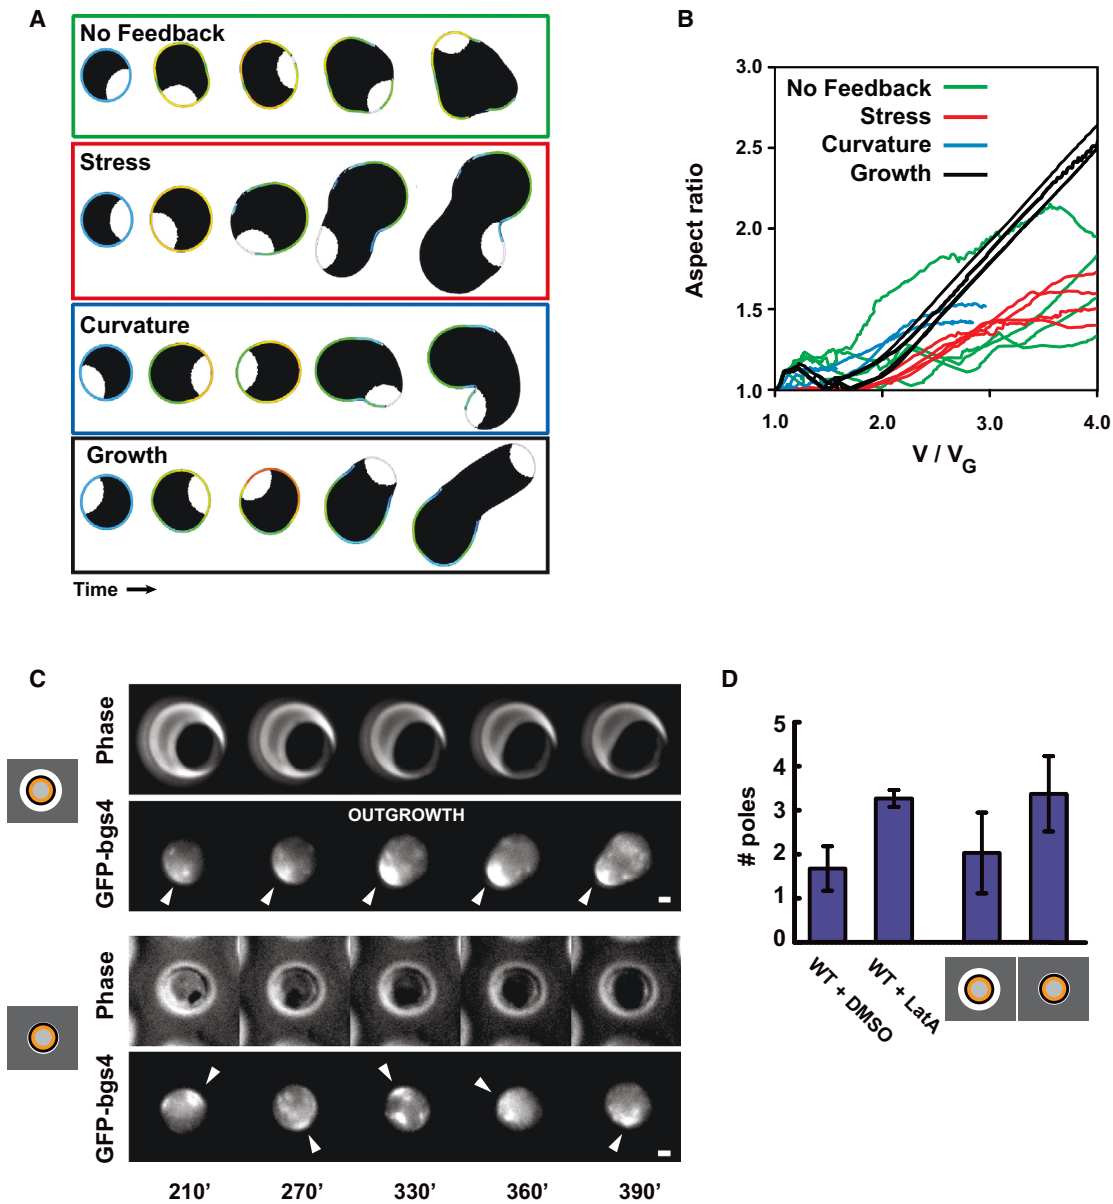 A
No Feedback
Stress
Curvature
Growth
Time
B
3.0
2.5
2.0
1.5
1.0
Aspect ratio
No Feedback
Stress
Curvature
Growth
1.0 2.0 3.0 4.0
V / VG
C
Phase
GFP-bgs4
OUTGROWTH
Phase
GFP-bgs4
210’ 270’ 330’ 360’ 390’
D
5
4
3
2
1
0
# poles
WT + DMSO
WT + LatA